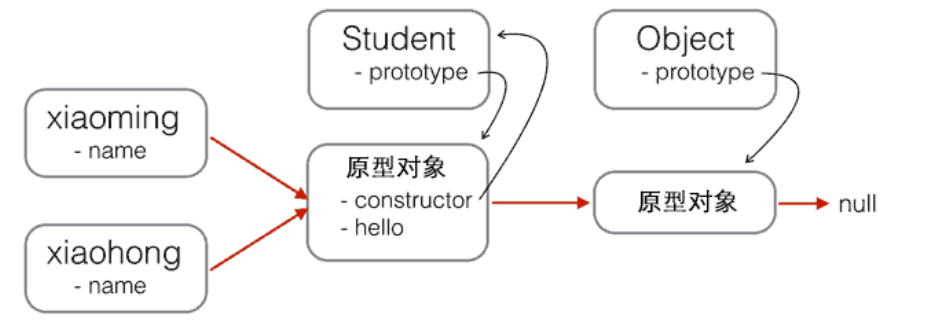 Student
- prototype
Object
- prototype
xiaoming
- name
原型对象
- constructor
- hello
原型对象
null
xiaohong
- name